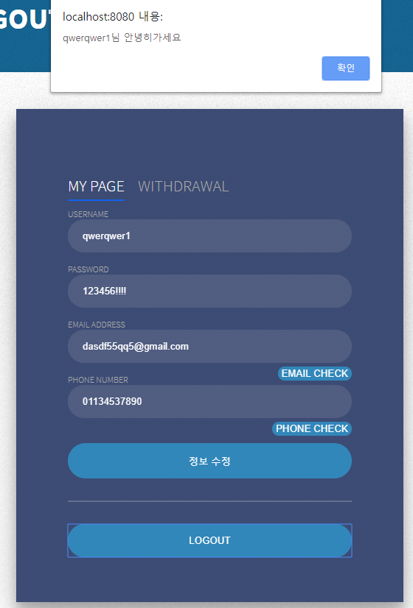 GOUT
localhost:8080 내용:
qwerqwer1님 안녕히가세요
확인
MY PAGE WITHDRAWAL
USERNAME
qwerqwer1
PASSWORD
123456!!!!
EMAIL ADDRESS
dasdf55qq5@gmail.com
EMAIL CHECK
PHONE NUMBER
01134537890
PHONE CHECK
정보 수정
LOGOUT